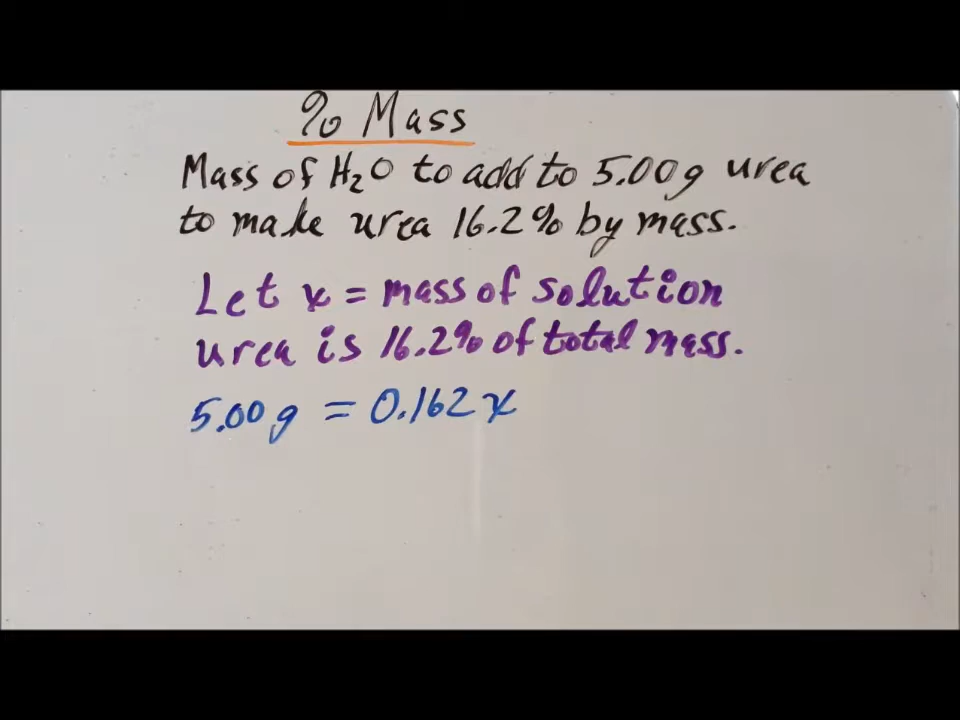 % Mass
Mass of H₂O to add to 5.00g urea
to make urea 16.2% by mass.
Let x = mass of solution
urea is 16.2% of total mass.
5.00g = 0.162x